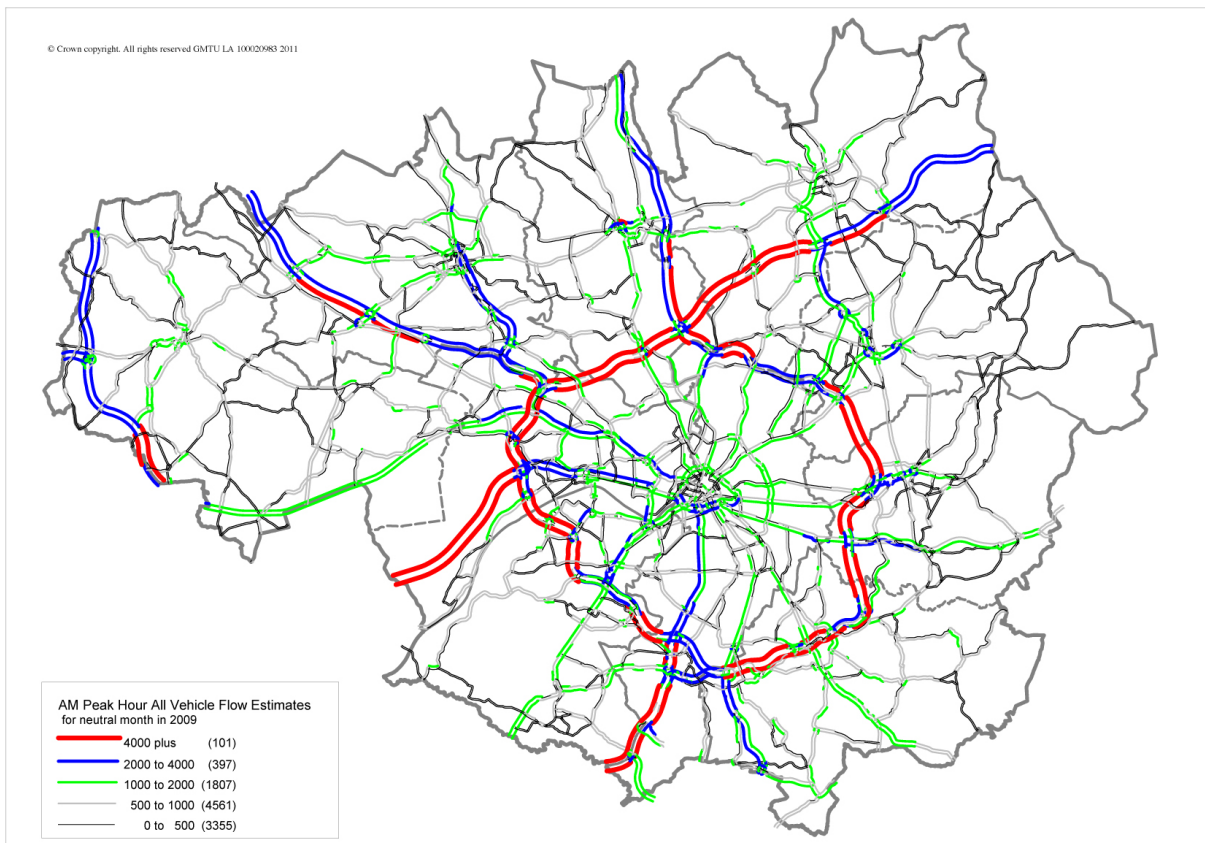 © Crown copyright. All rights reserved GMTU LA 100020983 2011
AM Peak Hour All Vehicle Flow Estimates
for neutral month in 2009
4000 plus (101)
2000 to 4000 (397)
1000 to 2000 (1807)
500 to 1000 (4561)
0 to 500 (3355)